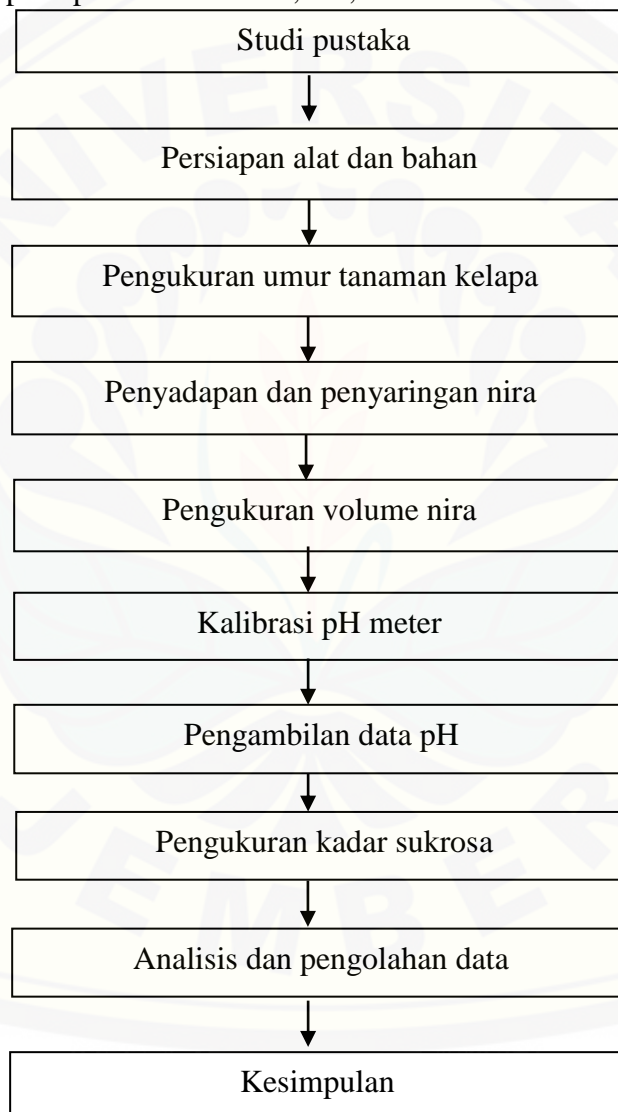 Studi pustaka
Persiapan alat dan bahan
Pengukuran umur tanaman kelapa
Penyadapan dan penyaringan nira
Pengukuran volume nira
Kalibrasi pH meter
Pengambilan data pH
Pengukuran kadar sukrosa
Analisis dan pengolahan data
Kesimpulan